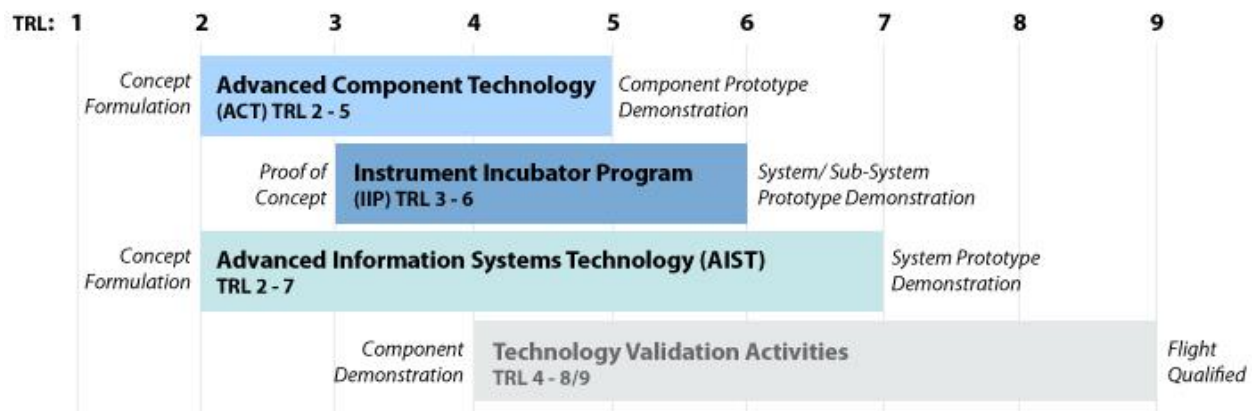 TRL: 1 2 3 4 5 6 7 8 9
Concept
Formulation
Advanced Component Technology
(ACT) TRL 2 - 5
Component Prototype
Demonstration
Proof of
Concept
Instrument Incubator Program
(IIP) TRL 3 - 6
System/ Sub-System
Prototype Demonstration
Concept
Formulation
Advanced Information Systems Technology (AIST)
TRL 2 - 7
System Prototype
Demonstration
Component
Demonstration
Technology Validation Activities
TRL 4 - 8/9
Flight
Qualified